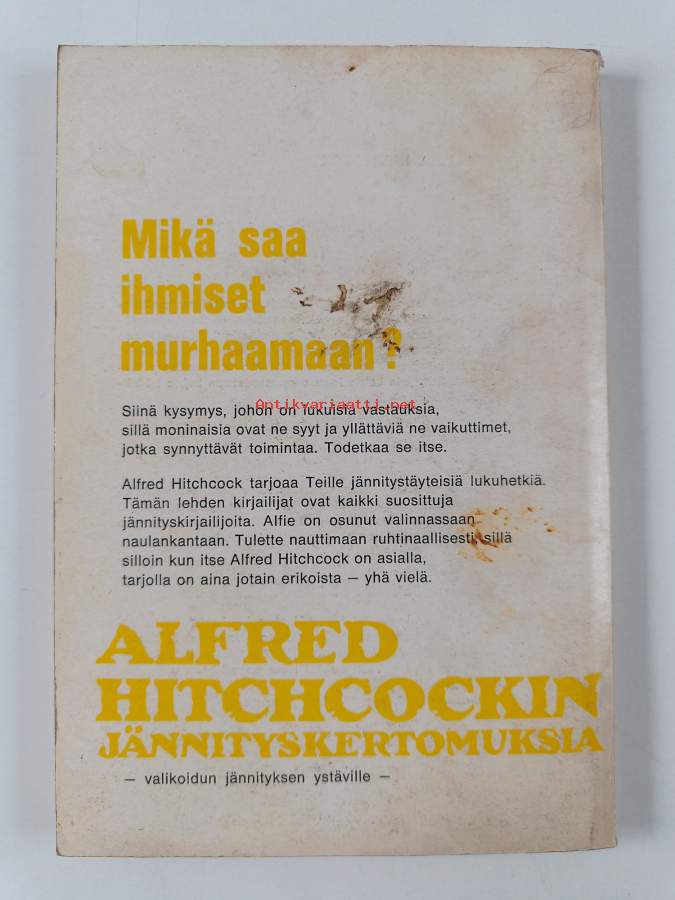 Mikä saa
ihmiset
murhaamaan?
Antikvariaatti.net
Siinä kysymys, johon on lukuisia vastauksia,
sillä moninaisia ovat ne syyt ja yllättäviä ne vaikuttimet,
jotka synnyttävät toimintaa. Todetkaa se itse.
Alfred Hitchcock tarjoaa Teille jännitystäyteisiä lukuhetkiä.
Tämän lehden kirjailijat ovat kaikki suosittuja
jännityskirjailijoita. Alfie on osunut valinnassaan
naulankantaan. Tulette nauttimaan ruhtinaallisesti, sillä
silloin kun itse Alfred Hitchcock on asialla,
tarjolla on aina jotain erikoista – yhä vielä.
ALFRED
HITCHCOCKIN
JÄNNITYSKERTOMUKSIA
– valikoidun jännityksen ystäville –